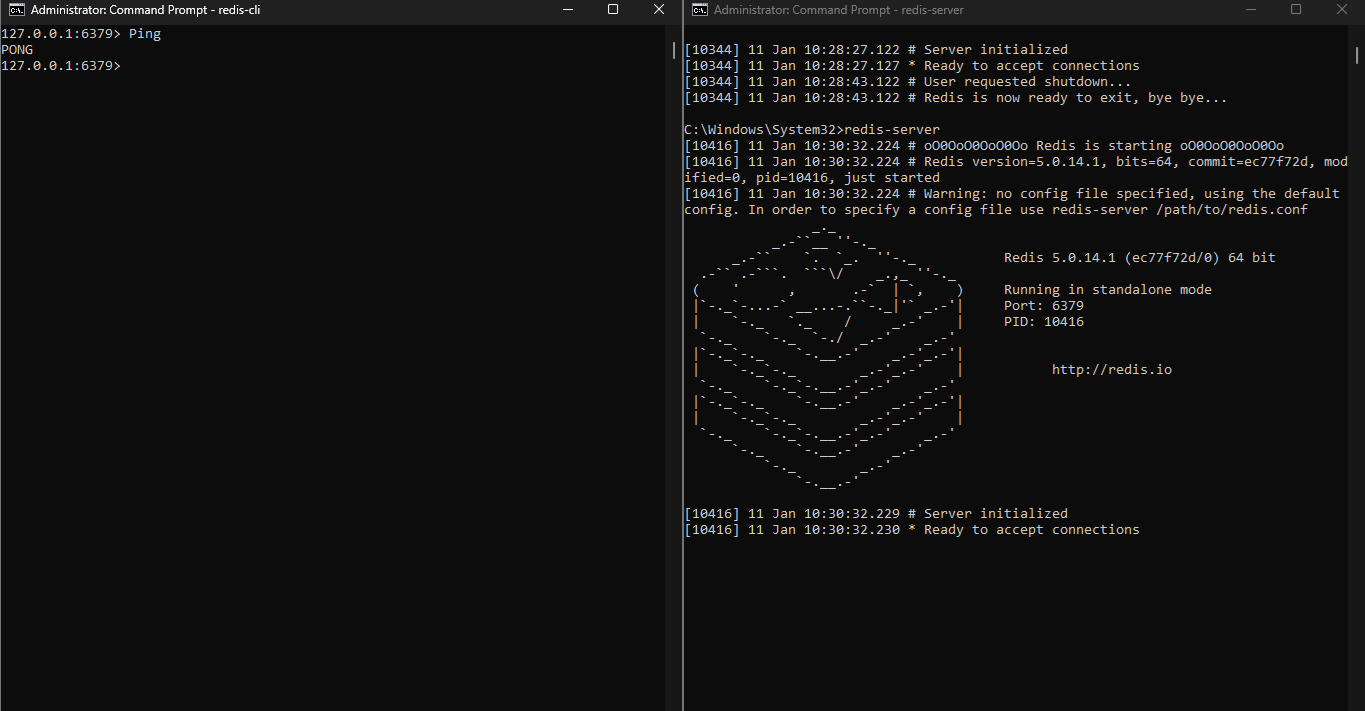 Administrator: Command Prompt - redis-cli
127.0.0.1:6379> Ping
PONG
127.0.0.1:6379>
Administrator: Command Prompt - redis-server
[10344] 11 Jan 10:28:27.122 # Server initialized
[10344] 11 Jan 10:28:27.127 * Ready to accept connections
[10344] 11 Jan 10:28:43.122 # User requested shutdown...
[10344] 11 Jan 10:28:43.122 # Redis is now ready to exit, bye bye...
C:\Windows\System32>redis-server
[10416] 11 Jan 10:30:32.224 # oO0OoO0OoO0Oo Redis is starting oO0OoO0OoO0Oo
[10416] 11 Jan 10:30:32.224 # Redis version=5.0.14.1, bits=64, commit=ec77f72d, mod
ified=0, pid=10416, just started
[10416] 11 Jan 10:30:32.224 # Warning: no config file specified, using the default
config. In order to specify a config file use redis-server /path/to/redis.conf
Redis 5.0.14.1 (ec77f72d/0) 64 bit
Running in standalone mode
Port: 6379
PID: 10416
http://redis.io
[10416] 11 Jan 10:30:32.229 # Server initialized
[10416] 11 Jan 10:30:32.230 * Ready to accept connections